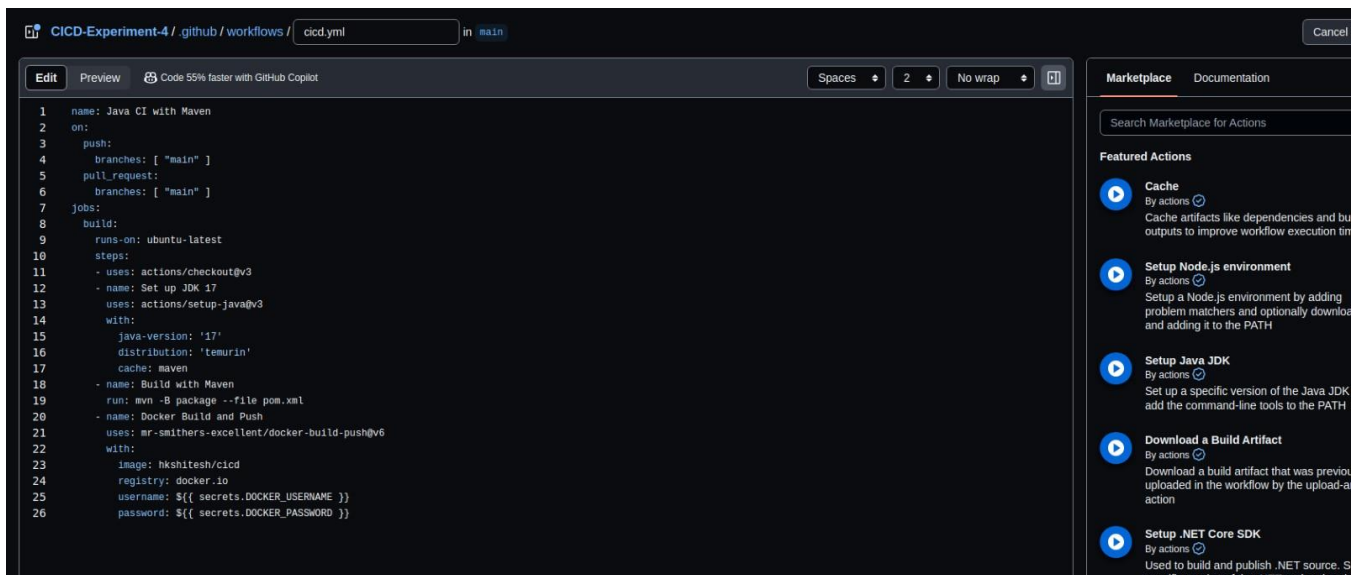 CICD-Experiment-4 / .github / workflows / cicd.yml in main
Cancel
Edit Preview Code 55% faster with GitHub Copilot
Spaces 2 No wrap
1 name: Java CI with Maven
2 on:
3 push:
4 branches: [ "main" ]
5 pull_request:
6 branches: [ "main" ]
7 jobs:
8 build:
9 runs-on: ubuntu-latest
10 steps:
11 - uses: actions/checkout@v3
12 - name: Set up JDK 17
13 uses: actions/setup-java@v3
14 with:
15 java-version: '17'
16 distribution: 'temurin'
17 cache: maven
18 - name: Build with Maven
19 run: mvn -B package --file pom.xml
20 - name: Docker Build and Push
21 uses: mr-smithers-excellent/docker-build-push@v6
22 with:
23 image: hkshitesh/cicd
24 registry: docker.io
25 username: ${{ secrets.DOCKER_USERNAME }}
26 password: ${{ secrets.DOCKER_PASSWORD }}
Marketplace Documentation
Search Marketplace for Actions
Featured Actions
Cache
By actions
Cache artifacts like dependencies and
outputs to improve workflow execution
Setup Node.js environment
By actions
Setup a Node.js environment by adding
problem matchers and optionally
and adding it to the PATH
Setup Java JDK
By actions
Set up a specific version of the Java JDK
add the command-line tools to the PATH
Download a Build Artifact
By actions
Download a build artifact that was
uploaded in the workflow by the
action
Setup .NET Core SDK
By actions
Used to build and publish .NET source.